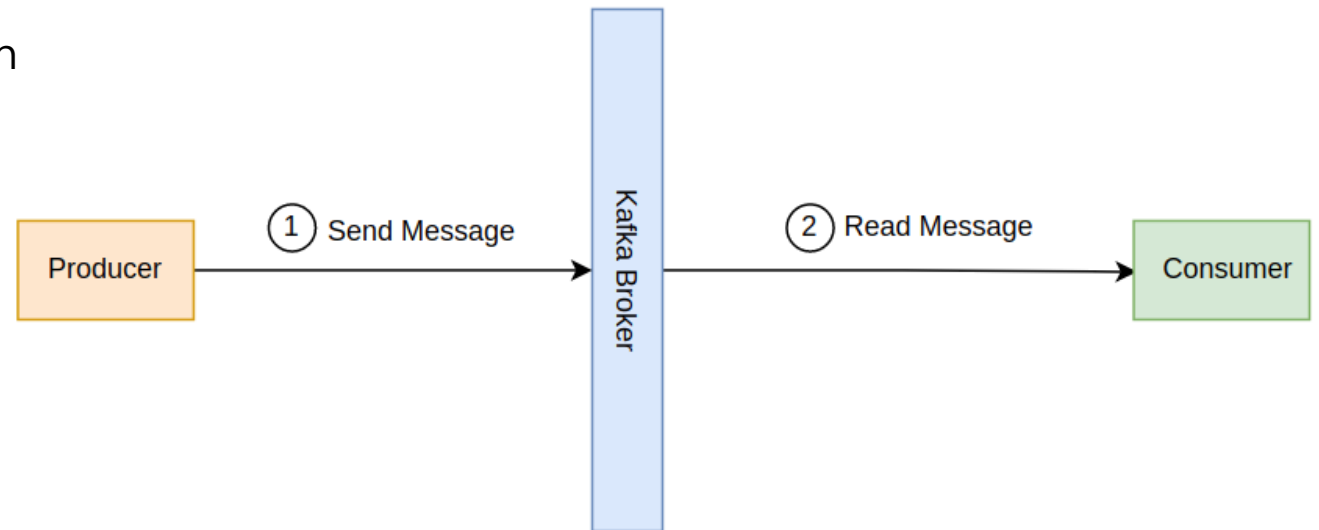 n
1 Send Message
2 Read Message
Producer
Kafka Broker
Consumer